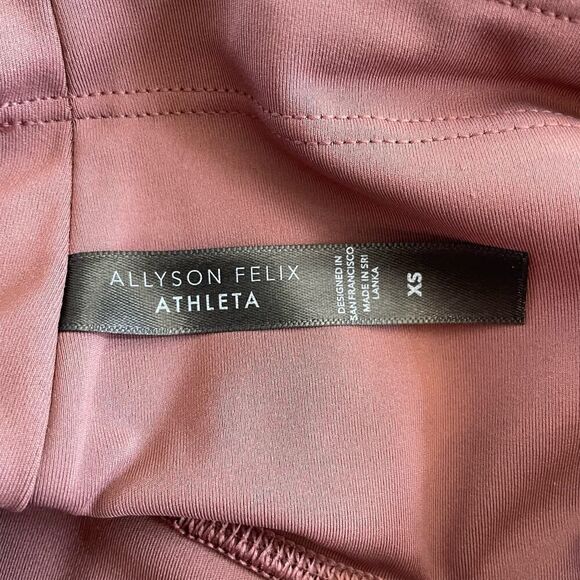 ALLYSON FELIX
ATHLETA
DESIGNED IN
SAN FRANCISCO
MADE IN SRI
LANKA
XS